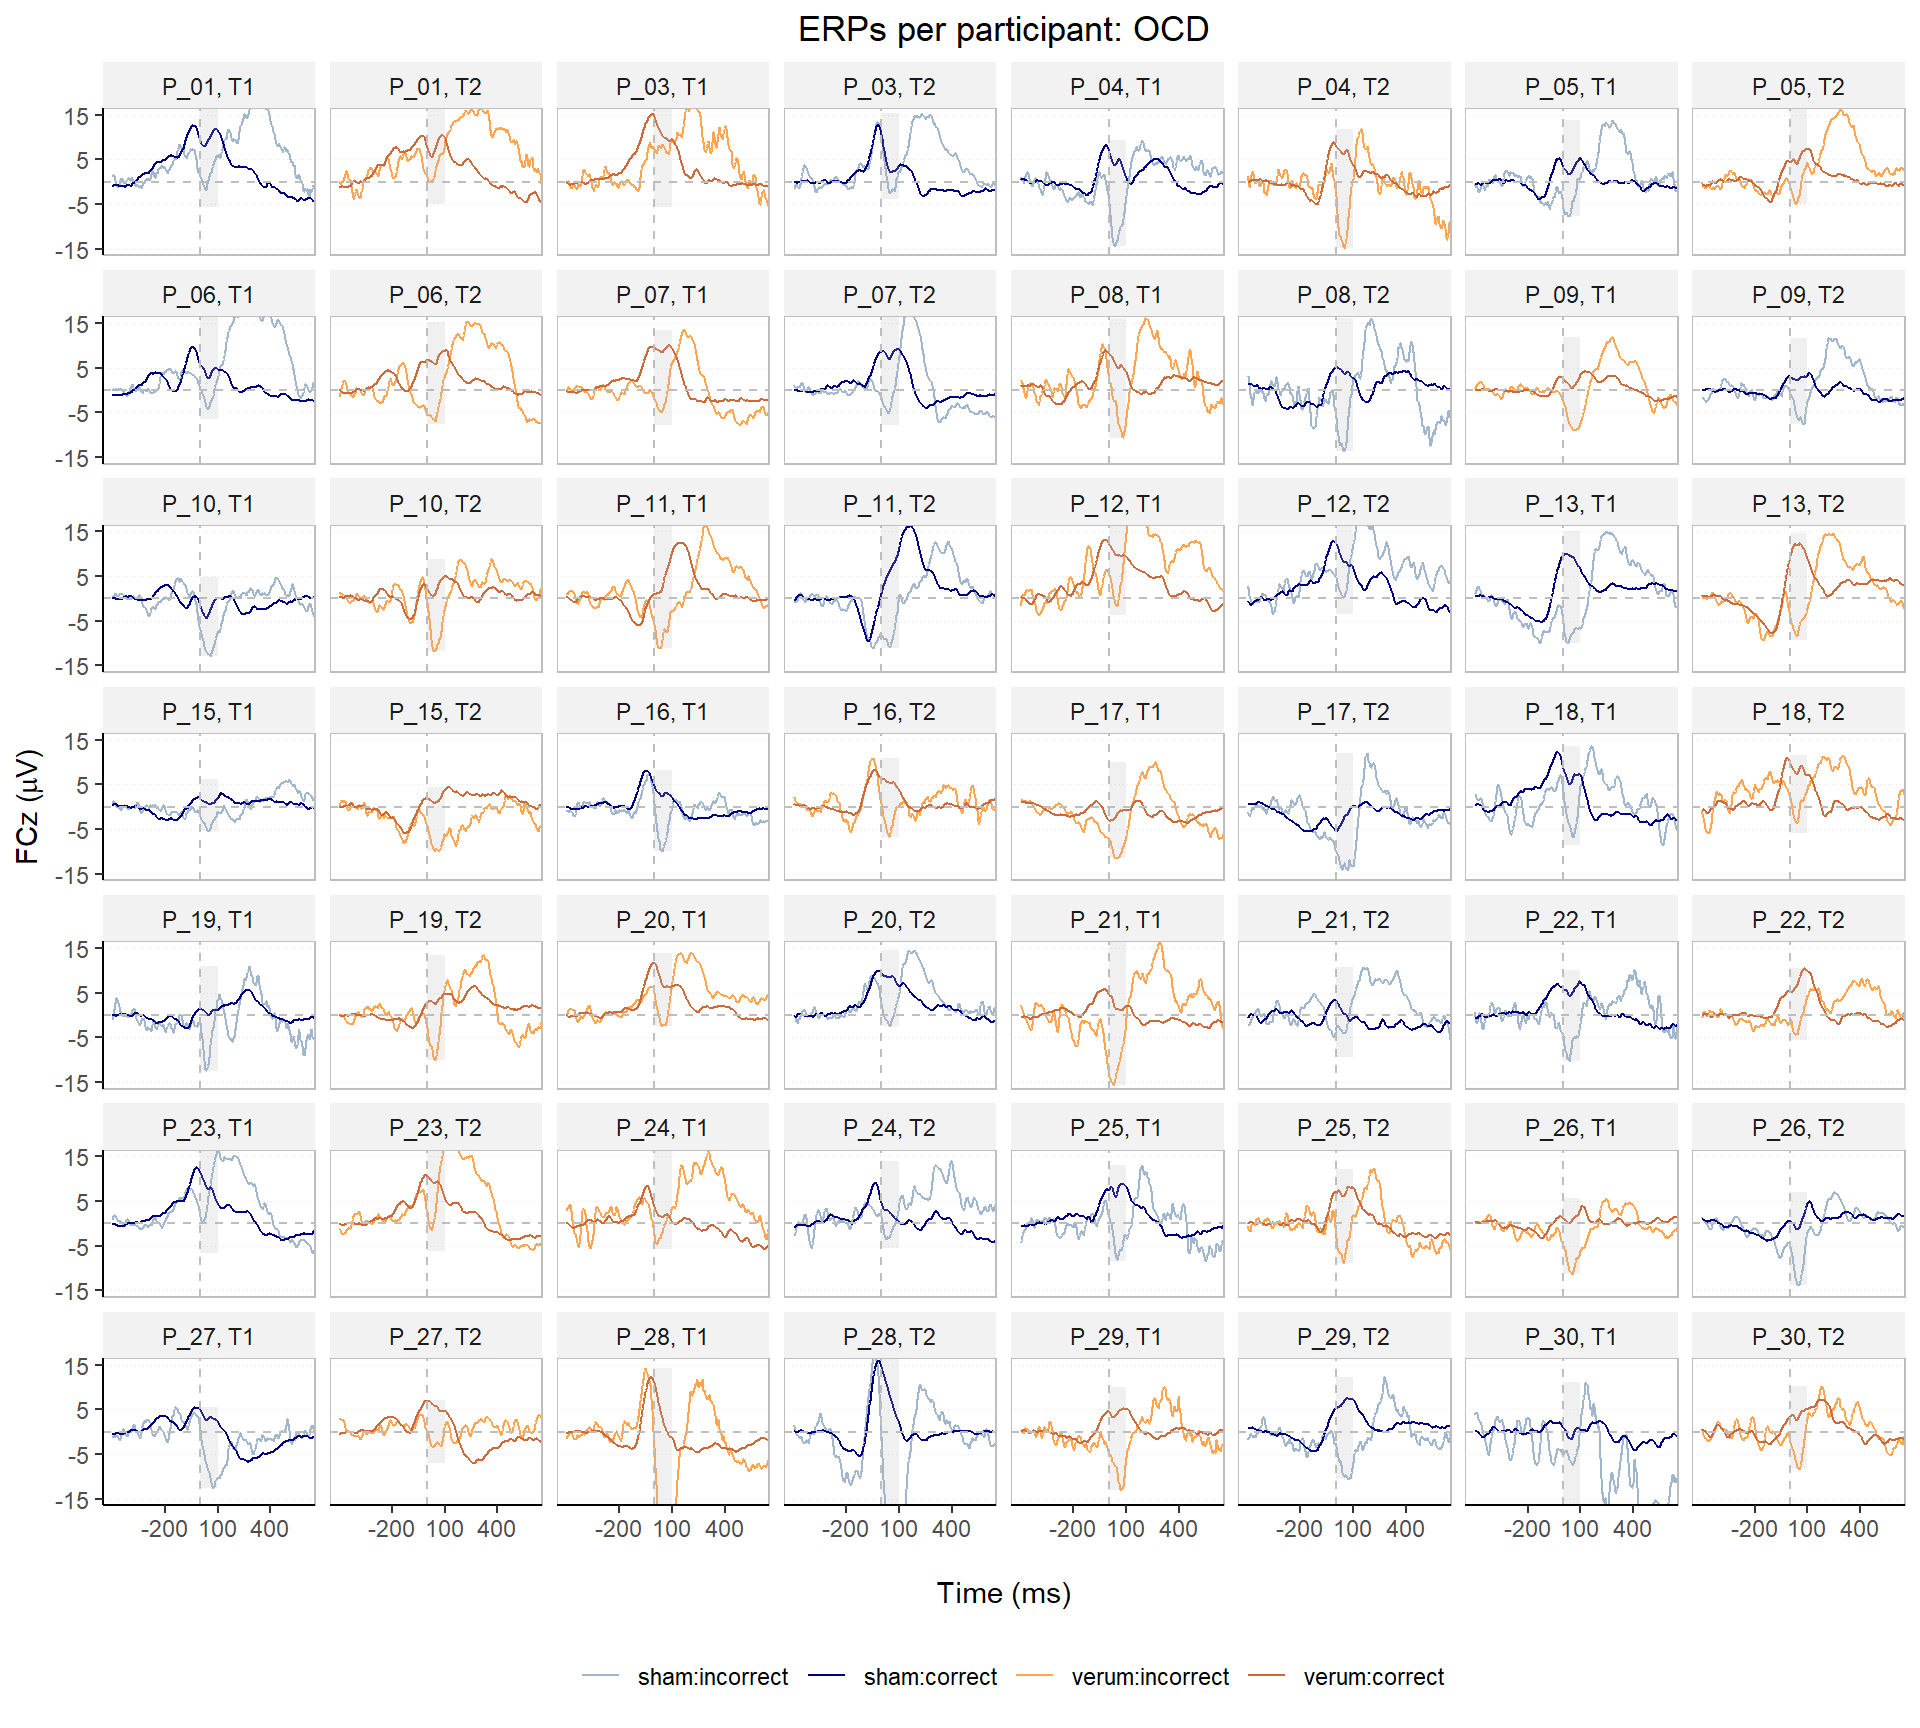 ERPs per participant: OCD
P_01, T1 P_01, T2 P_03, T1 P_03, T2 P_04, T1 P_04, T2 P_05, T1 P_05, T2
15
5
-5
-15
P_06, T1 P_06, T2 P_07, T1 P_07, T2 P_08, T1 P_08, T2 P_09, T1 P_09, T2
15
5
-5
-15
P_10, T1 P_10, T2 P_11, T1 P_11, T2 P_12, T1 P_12, T2 P_13, T1 P_13, T2
15
5
-5
-15
P_15, T1 P_15, T2 P_16, T1 P_16, T2 P_17, T1 P_17, T2 P_18, T1 P_18, T2
15
5
-5
-15
FCz (µV)
P_19, T1 P_19, T2 P_20, T1 P_20, T2 P_21, T1 P_21, T2 P_22, T1 P_22, T2
15
5
-5
-15
P_23, T1 P_23, T2 P_24, T1 P_24, T2 P_25, T1 P_25, T2 P_26, T1 P_26, T2
15
5
-5
-15
P_27, T1 P_27, T2 P_28, T1 P_28, T2 P_29, T1 P_29, T2 P_30, T1 P_30, T2
15
5
-5
-15
-200 100 400 -200 100 400 -200 100 400 -200 100 400 -200 100 400 -200 100 400 -200 100 400 -200 100 400
Time (ms)
sham:incorrect sham:correct verum:incorrect verum:correct